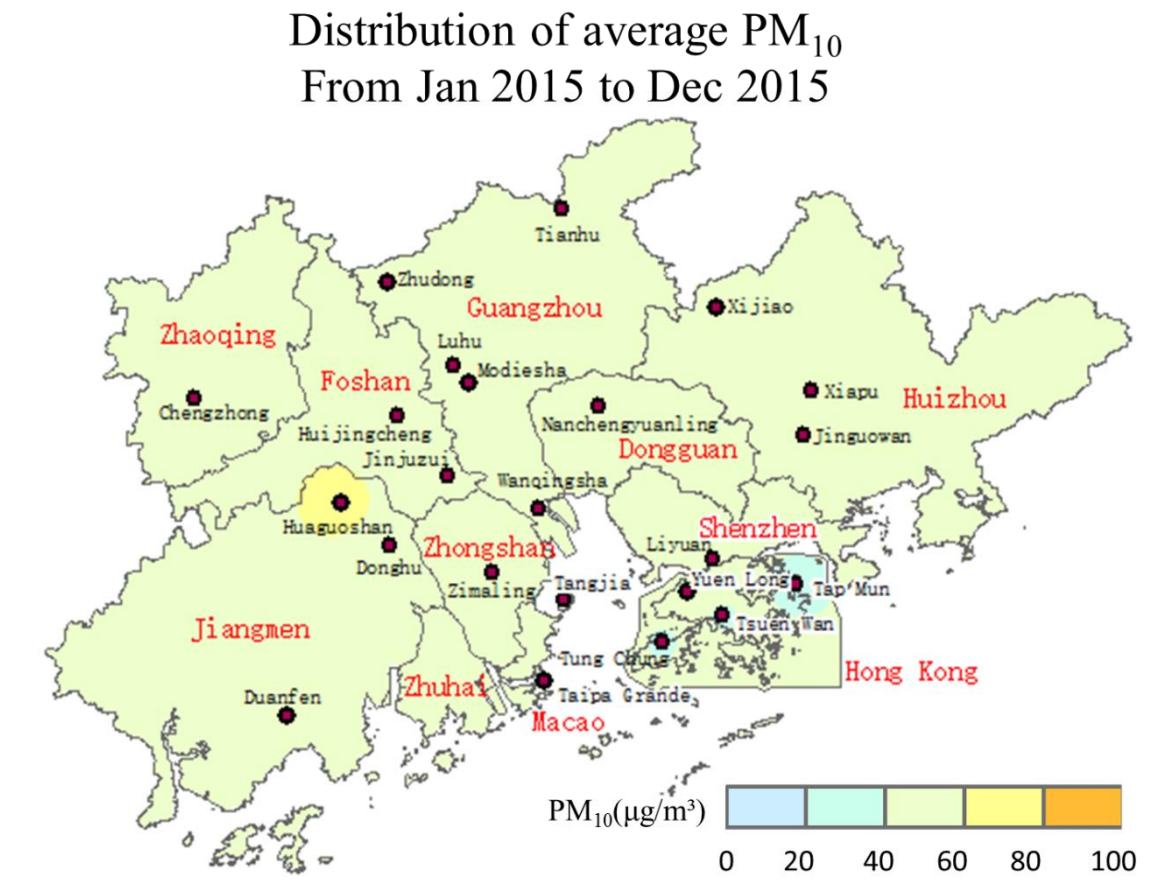 Distribution of average PM₁₀
From Jan 2015 to Dec 2015
Tianhu
Zhudong
Guangzhou
Xijiao
Zhaoqing
Luhu
Modiesha
Foshan
Xiapu
Huizhou
Chengzhong
Nanchengyuanling
Huijingcheng
Jinguowan
Dongguan
Jinjuzui
Wanqingsha
Huaguoshan
Shenzhen
Zhongshan
Liyuan
Donghu
Zimaling
Tangjia
Yuen Long
Tap Mun
Tsuen Wan
Jiangmen
Tung Chung
Hong Kong
Duanfen
Zhuhai
Taipa Grande
Macao
PM₁₀(μg/m³)
0 20 40 60 80 100